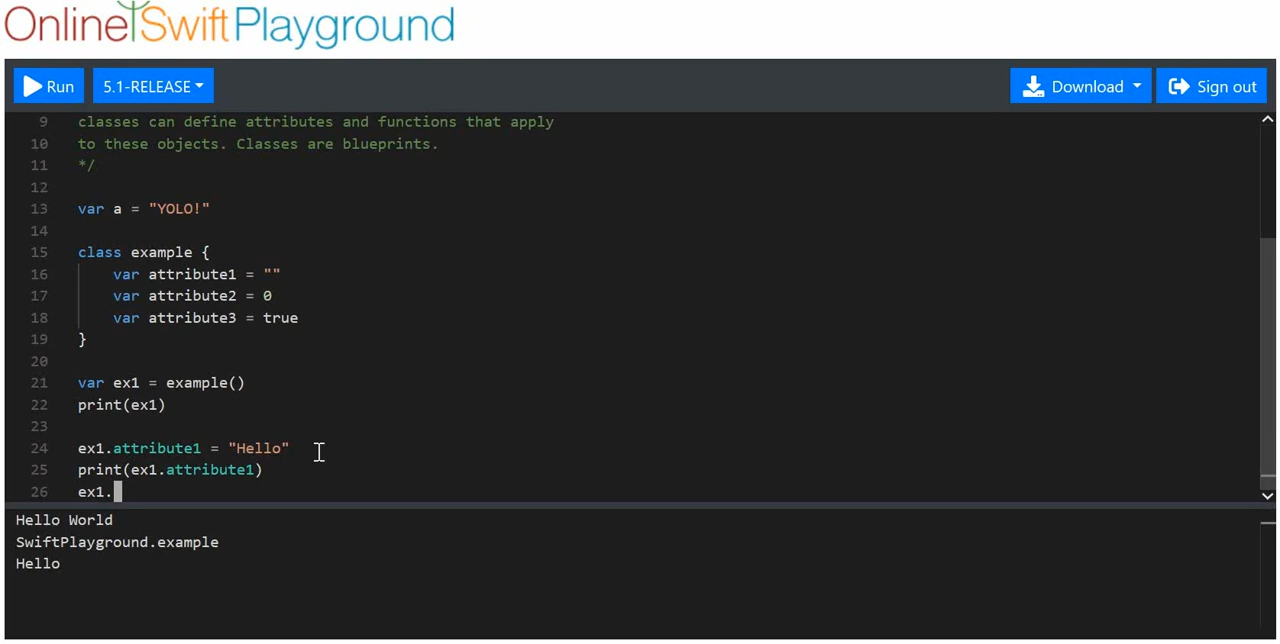 OnlineSwiftPlayground
Run 5.1-RELEASE Download Sign out
9 classes can define attributes and functions that apply
10 to these objects. Classes are blueprints.
11 */
12
13 var a = "YOLO!"
14
15 class example {
16 var attribute1 = ""
17 var attribute2 = 0
18 var attribute3 = true
19 }
20
21 var ex1 = example()
22 print(ex1)
23
24 ex1.attribute1 = "Hello"
25 print(ex1.attribute1)
26 ex1.
Hello World
SwiftPlayground.example
Hello